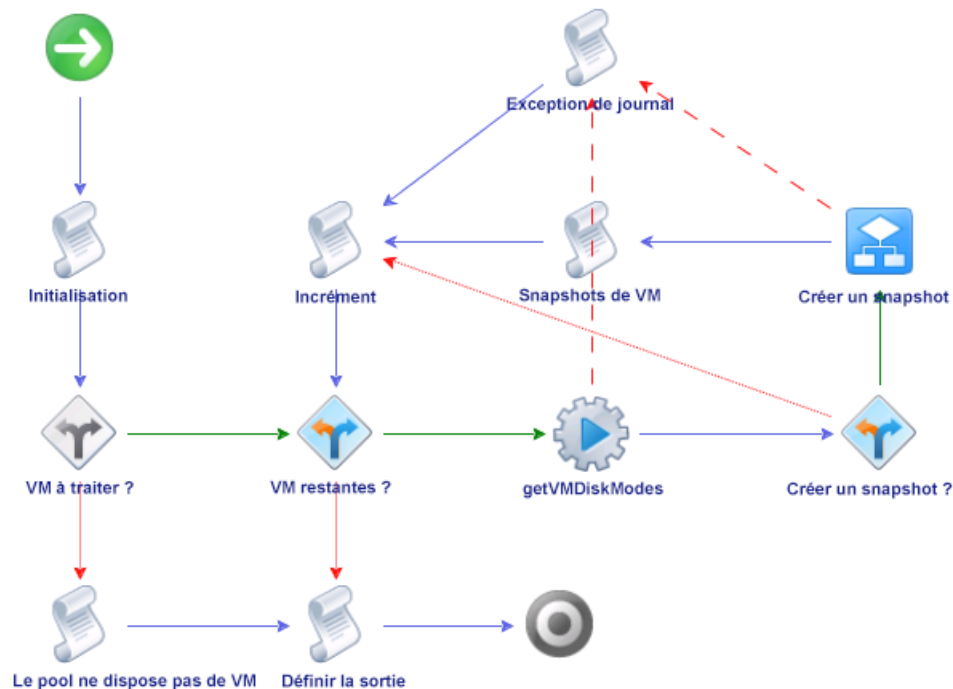 Exception de journal
Initialisation
Incrément
Snapshots de VM
Créer un snapshot
VM à traiter ?
VM restantes ?
getVMDiskModes
Créer un snapshot ?
Le pool ne dispose pas de VM
Définir la sortie